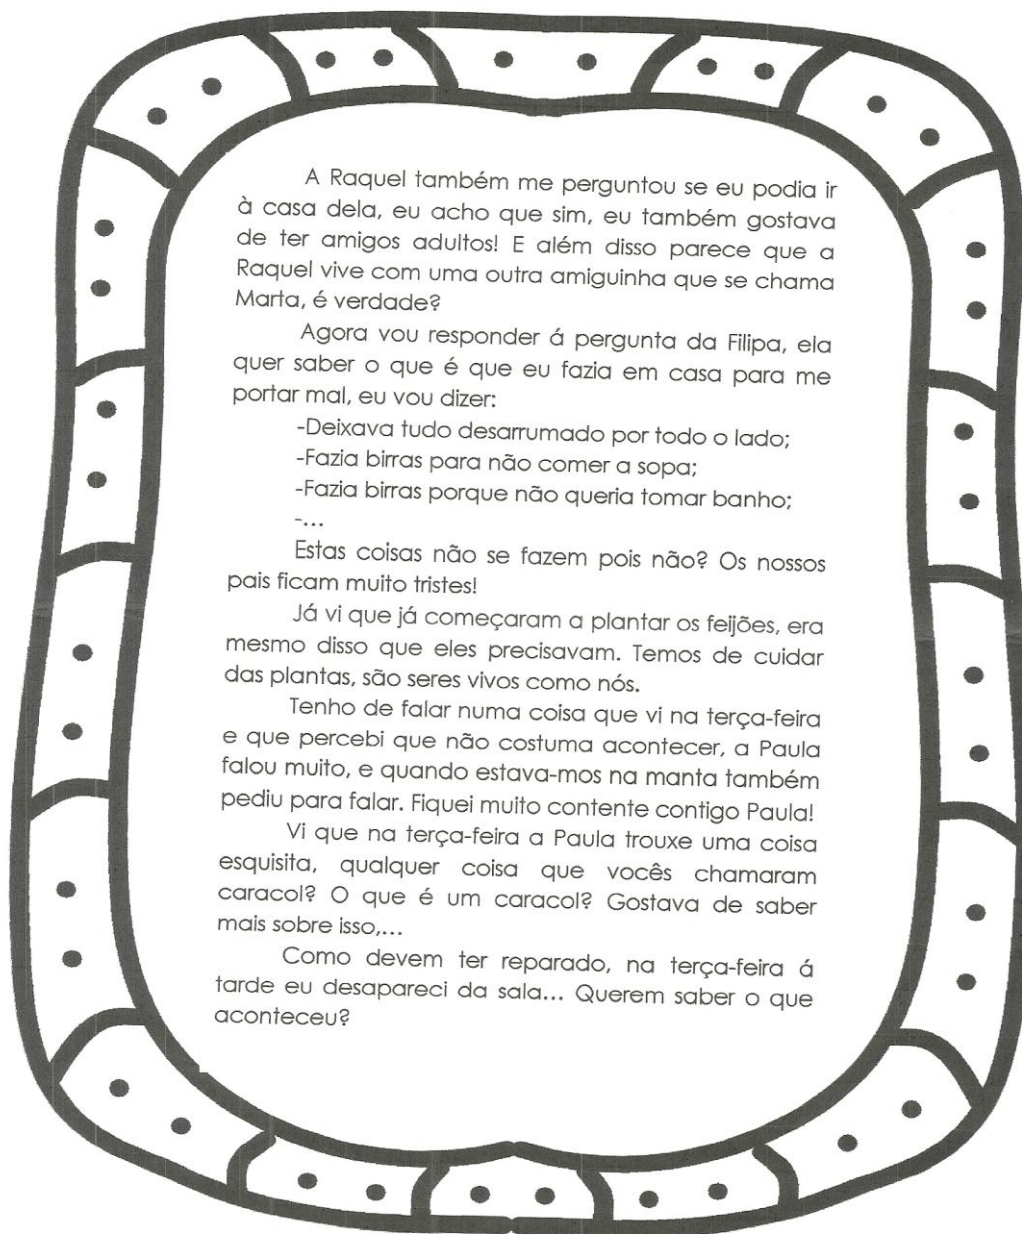 A Raquel também me perguntou se eu podia ir
à casa dela, eu acho que sim, eu também gostava
de ter amigos adultos! E além disso parece que a
Raquel vive com uma outra amiguinha que se chama
Marta, é verdade?
Agora vou responder á pergunta da Filipa, ela
quer saber o que é que eu fazia em casa para me
portar mal, eu vou dizer:
-Deixava tudo desarrumado por todo o lado;
-Fazia birras para não comer a sopa;
-Fazia birras porque não queria tomar banho;
-...
Estas coisas não se fazem pois não? Os nossos
pais ficam muito tristes!
Já vi que já começaram a plantar os feijões, era
mesmo disso que eles precisavam. Temos de cuidar
das plantas, são seres vivos como nós.
Tenho de falar numa coisa que vi na terça-feira
e que percebi que não costuma acontecer, a Paula
falou muito, e quando estava-mos na manta também
pediu para falar. Fiquei muito contente contigo Paula!
Vi que na terça-feira a Paula trouxe uma coisa
esquisita, qualquer coisa que vocês chamaram
caracol? O que é um caracol? Gostava de saber
mais sobre isso,...
Como devem ter reparado, na terça-feira á
tarde eu desapareci da sala... Querem saber o que
aconteceu?